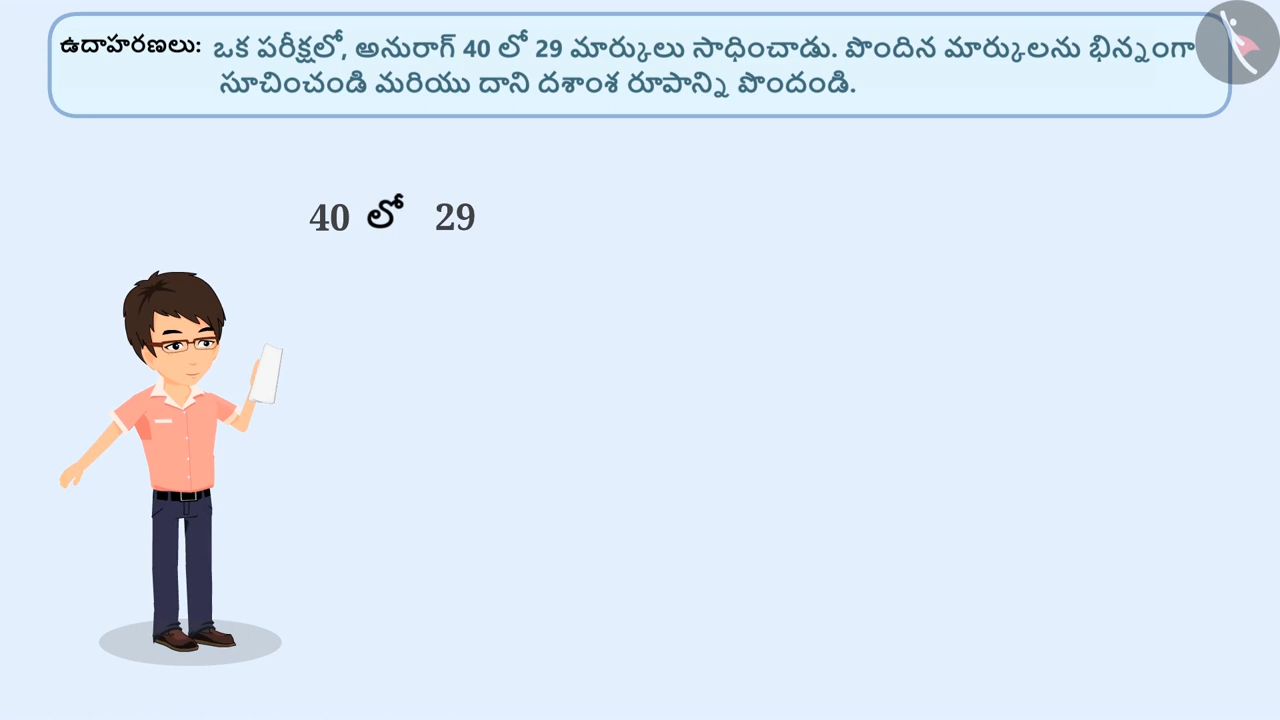 ఉదాహరణలు: ఒక పరీక్షలో, అనురాగ్ 40 లో 29 మార్కులు సాధించాడు. పొందిన మార్కులను భిన్నంగా
సూచించండి మరియు దాని దశాంశ రూపాన్ని పొందండి.
40 లో 29